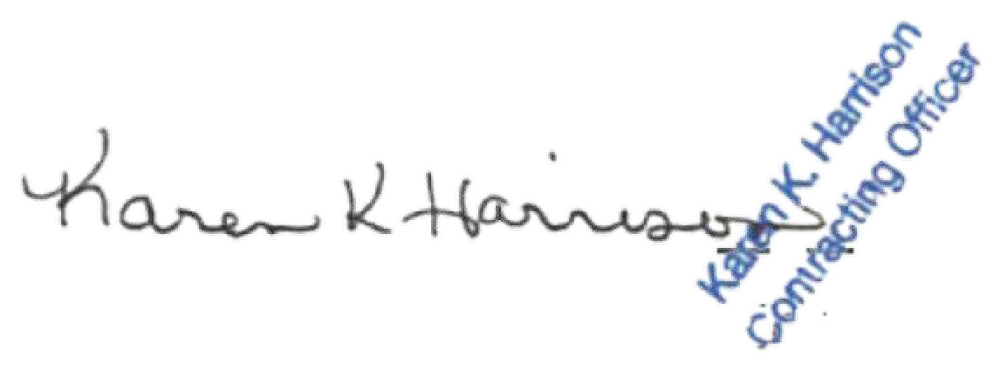 Karen K Harrison
Karen K. Harrison
Contracting Officer